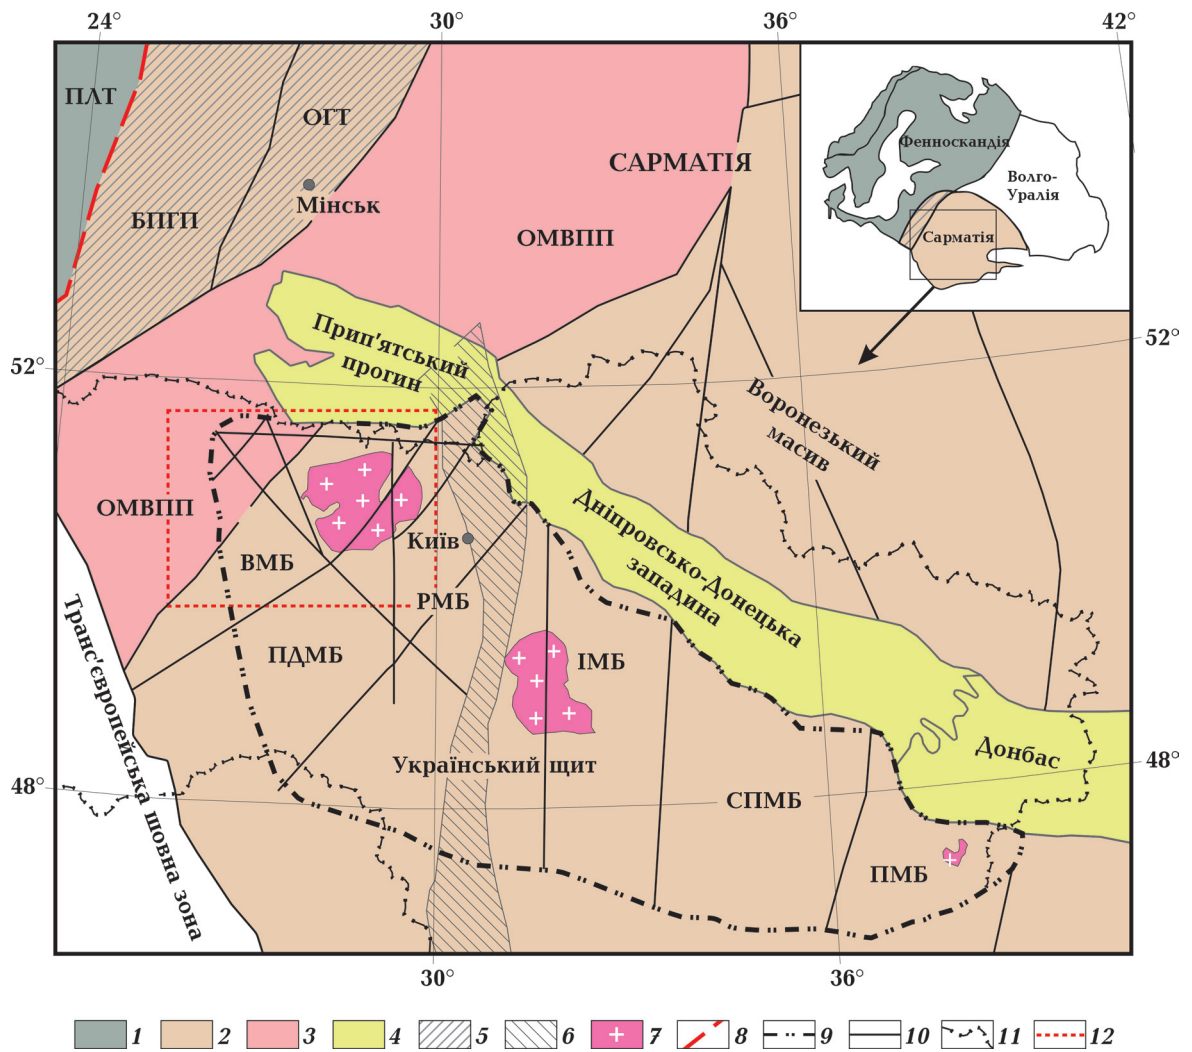 24°
30°
36°
42°
ПЛТ
ОГТ
Мінськ
БПГП
САРМАТІЯ
ОМВПП
Фенноскандія
Волго-
Уралія
Сарматія
52°
52°
Прип'ятський
прогин
Воронезький
масив
ОМВПП
ВМБ
Київ
Дніпровсько-Донецька
западина
РМБ
ПДМБ
ІМБ
Транс'європейська шовна зона
Український щит
Донбас
48°
48°
СПМБ
ПМБ
30°
36°
1 2 3 4 5 6 7 8 9 10 11 12